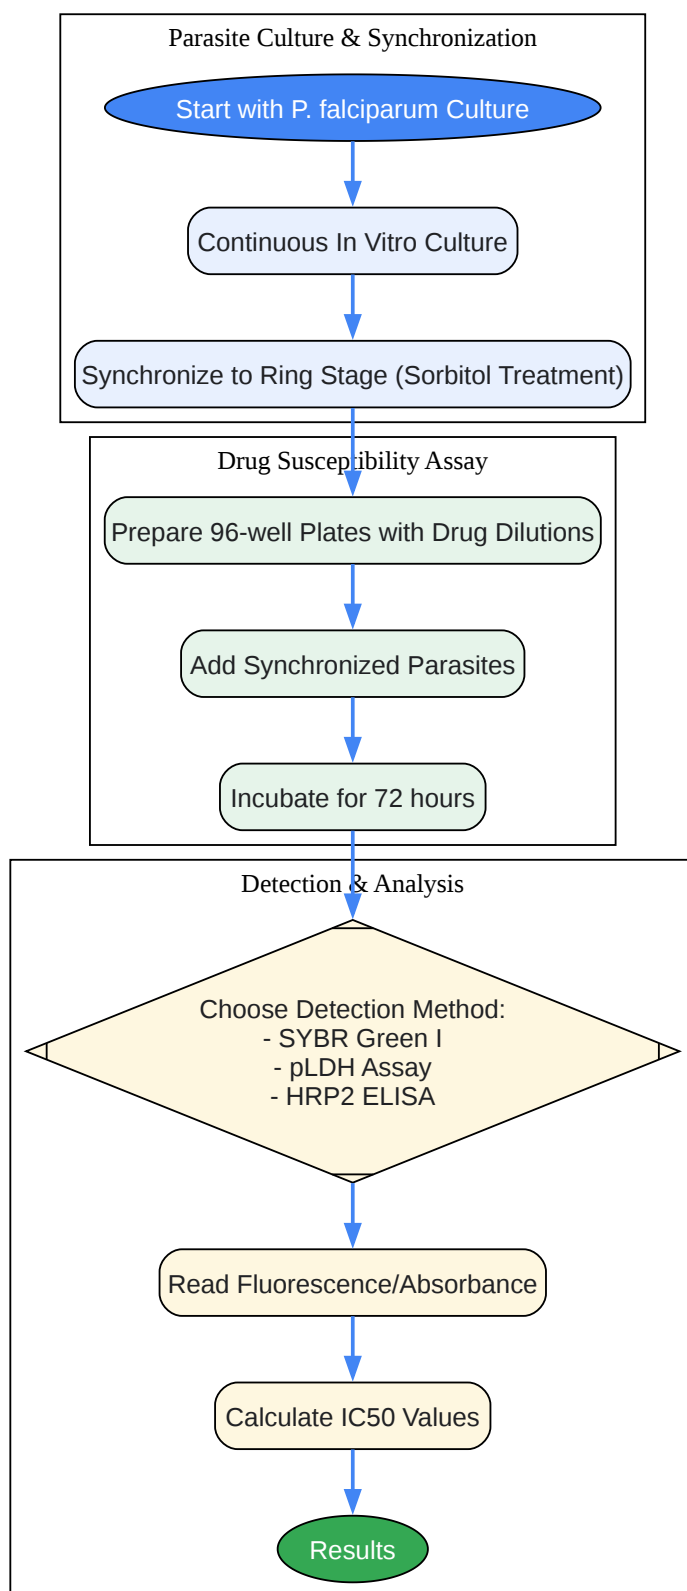 Parasite Culture & Synchronization
Start with P. falciparum Culture
Continuous In Vitro Culture
Synchronize to Ring Stage (Sorbitol Treatment)
Drug Susceptibility Assay
Prepare 96-well Plates with Drug Dilutions
Add Synchronized Parasites
Incubate for 72 hours
Detection & Analysis
Choose Detection Method:
- SYBR Green I
- pLDH Assay
- HRP2 ELISA
Read Fluorescence/Absorbance
Calculate IC50 Values
Results